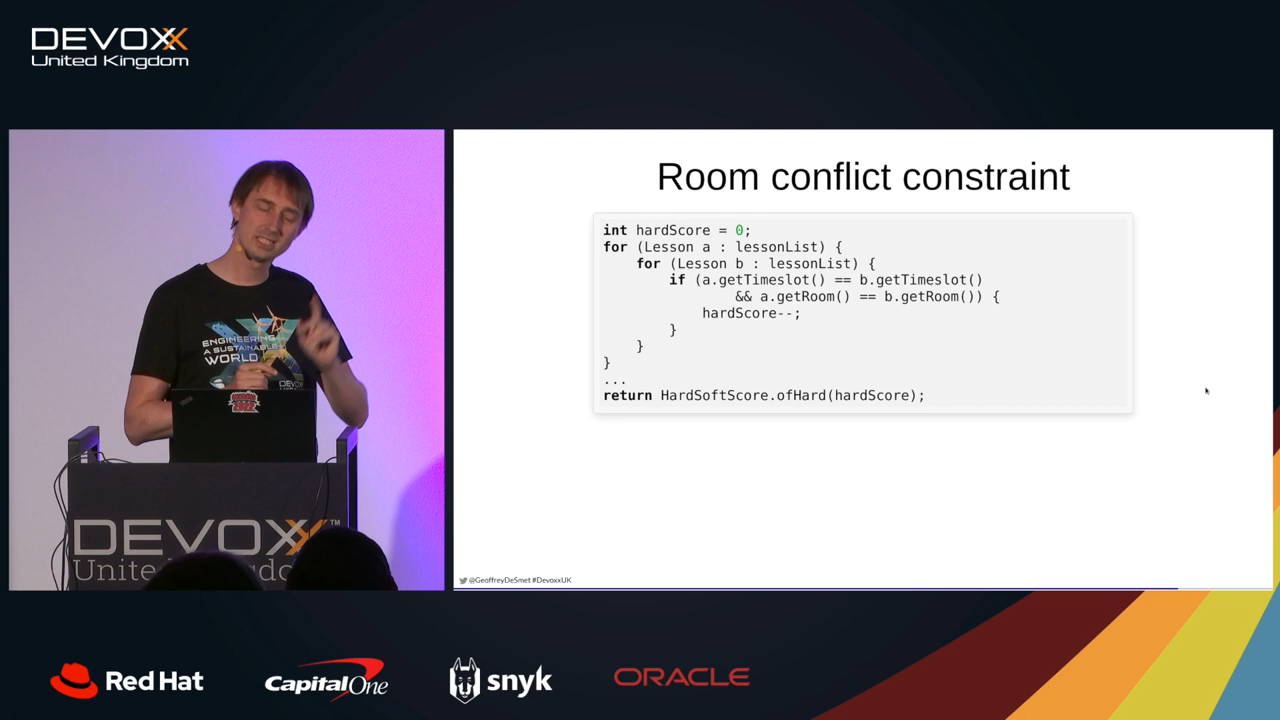 DEVOXX
United Kingdom
ENGINEERING
A SUSTAINABLE
WORLD
DEVOXX
DEVOXX™
Room conflict constraint
int hardScore = 0;
for (Lesson a : lessonList) {
    for (Lesson b : lessonList) {
        if (a.getTimeslot() == b.getTimeslot()
                && a.getRoom() == b.getRoom()) {
            hardScore--;
        }
    }
}
...
return HardSoftScore.ofHard(hardScore);
@GeoffreyDeSmet #DevoxxUK
Red Hat
Capital One
snyk
ORACLE